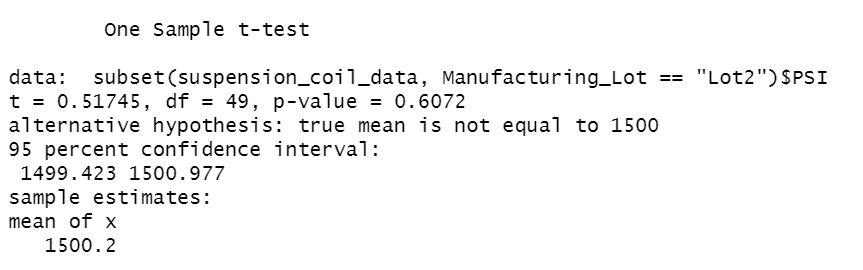 One Sample t-test
data:  subset(suspension_coil_data, Manufacturing_Lot == "Lot2")$PSI
t = 0.51745, df = 49, p-value = 0.6072
alternative hypothesis: true mean is not equal to 1500
95 percent confidence interval:
1499.423 1500.977
sample estimates:
mean of x
1500.2